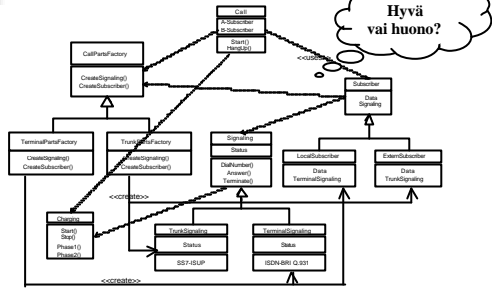 Call
A-Subscriber
B-Subscriber
Start()
HangUp()
Hyvä
vai huono?
<<uses>>
CallPartsFactory
CreateSignaling()
CreateSubscriber()
Subscriber
Data
Signaling
TerminalPartsFactory
CreateSignaling()
CreateSubscriber()
TrunkPartsFactory
CreateSignaling()
CreateSubscriber()
Signaling
Status
DialNumber()
Answer()
Terminate()
LocalSubscriber
Data
TerminalSignaling
ExternSubscriber
Data
TrunkSignaling
<<create>>
Charging
Start()
Stop()
Phase1()
Phase2()
TrunkSignaling
Status
SS7-ISUP
TerminalSignaling
Status
ISDN-BRI Q.931
<<create>>